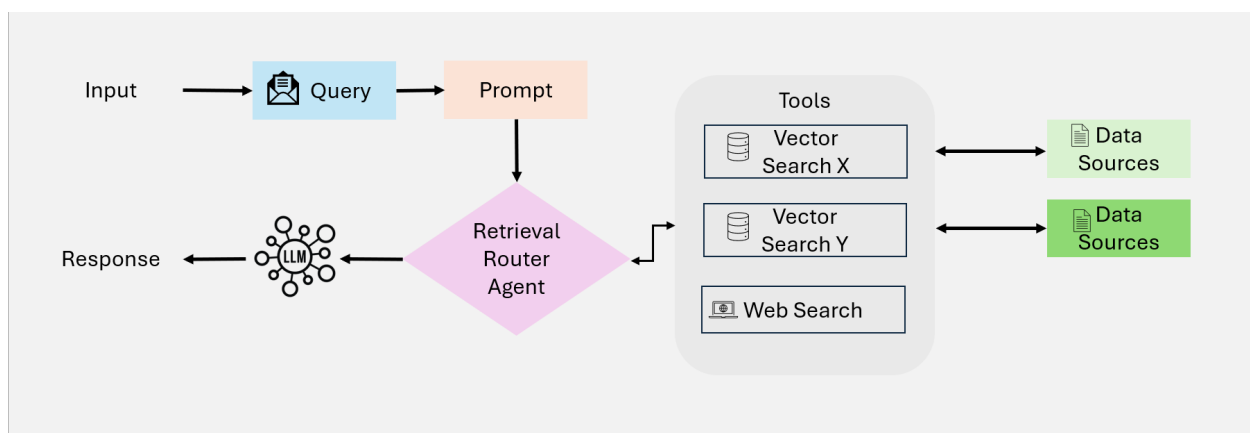 Input
Query
Prompt
Tools
Vector
Search X
Data
Sources
Vector
Search Y
Data
Sources
Web Search
Retrieval
Router
Agent
LLM
Response